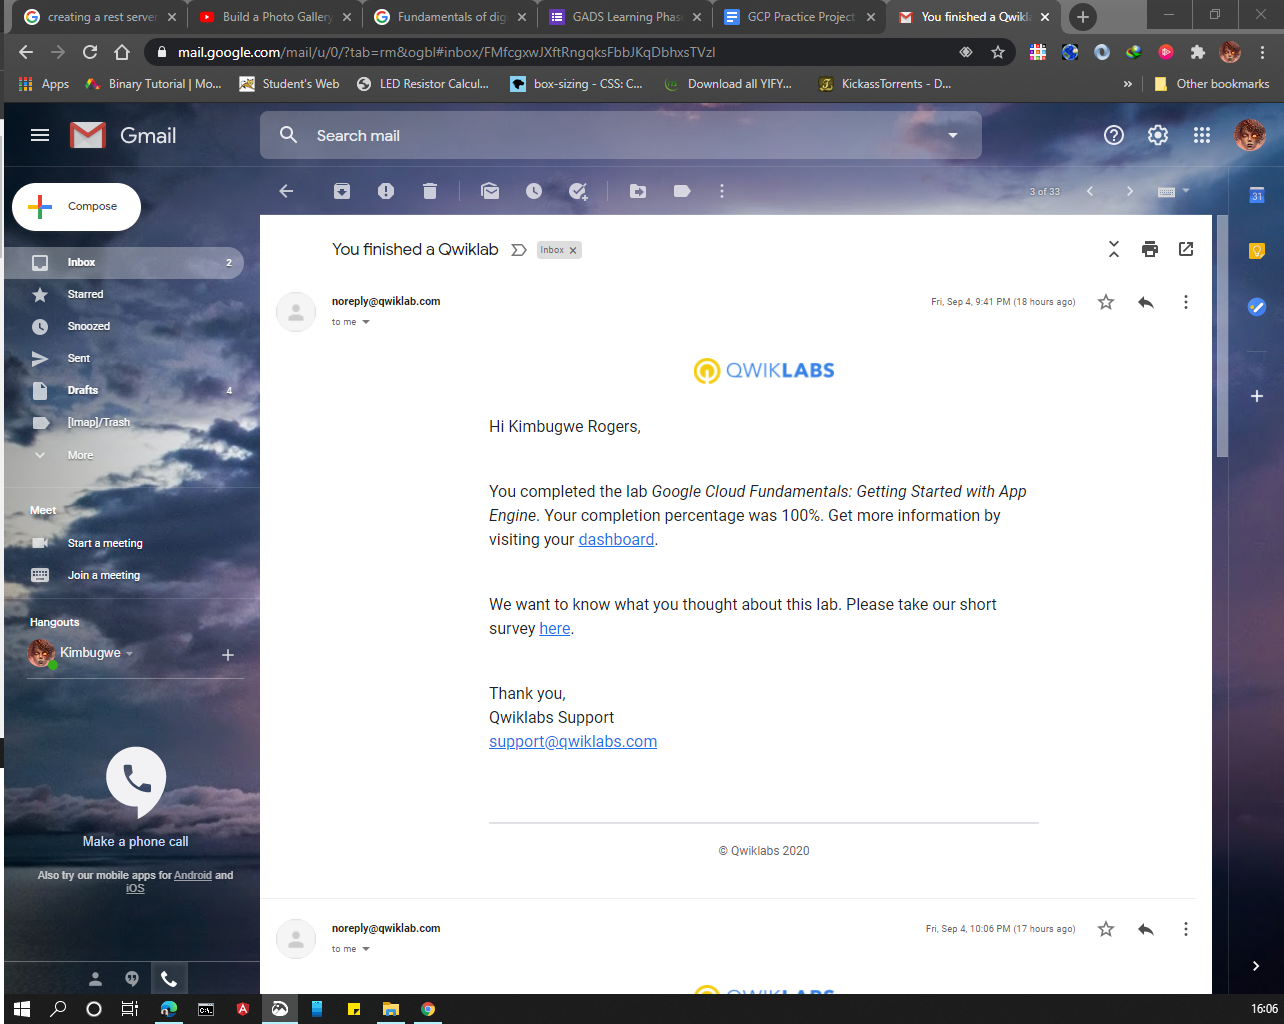 creating a rest server
Build a Photo Gallery
Fundamentals of dig
GADS Learning Phas
GCP Practice Project
You finished a Qwikla
mail.google.com/mail/u/0/?tab=rm&ogbl#inbox/FMfcgxwJXftRngqksFbbJKqDbhxsTVzl
Apps
Binary Tutorial | Mo...
Student's Web
LED Resistor Calcul...
box-sizing - CSS: C...
Download all YIFY...
KickassTorrents - D...
»
Other bookmarks
Gmail
Search mail
Compose
3 of 33
31
Inbox 2
Starred
Snoozed
Sent
Drafts 4
[Imap]/Trash
More
Meet
Start a meeting
Join a meeting
Hangouts
Kimbugwe
Make a phone call
Also try our mobile apps for Android and
iOS
You finished a Qwiklab
Inbox
noreply@qwiklab.com
Fri, Sep 4, 9:41 PM (18 hours ago)
to me
QWIKLABS
Hi Kimbugwe Rogers,
You completed the lab Google Cloud Fundamentals: Getting Started with App
Engine. Your completion percentage was 100%. Get more information by
visiting your dashboard.
We want to know what you thought about this lab. Please take our short
survey here.
Thank you,
Qwiklabs Support
support@qwiklabs.com
© Qwiklabs 2020
noreply@qwiklab.com
Fri, Sep 4, 10:06 PM (17 hours ago)
to me
QWIKLABS
16:06